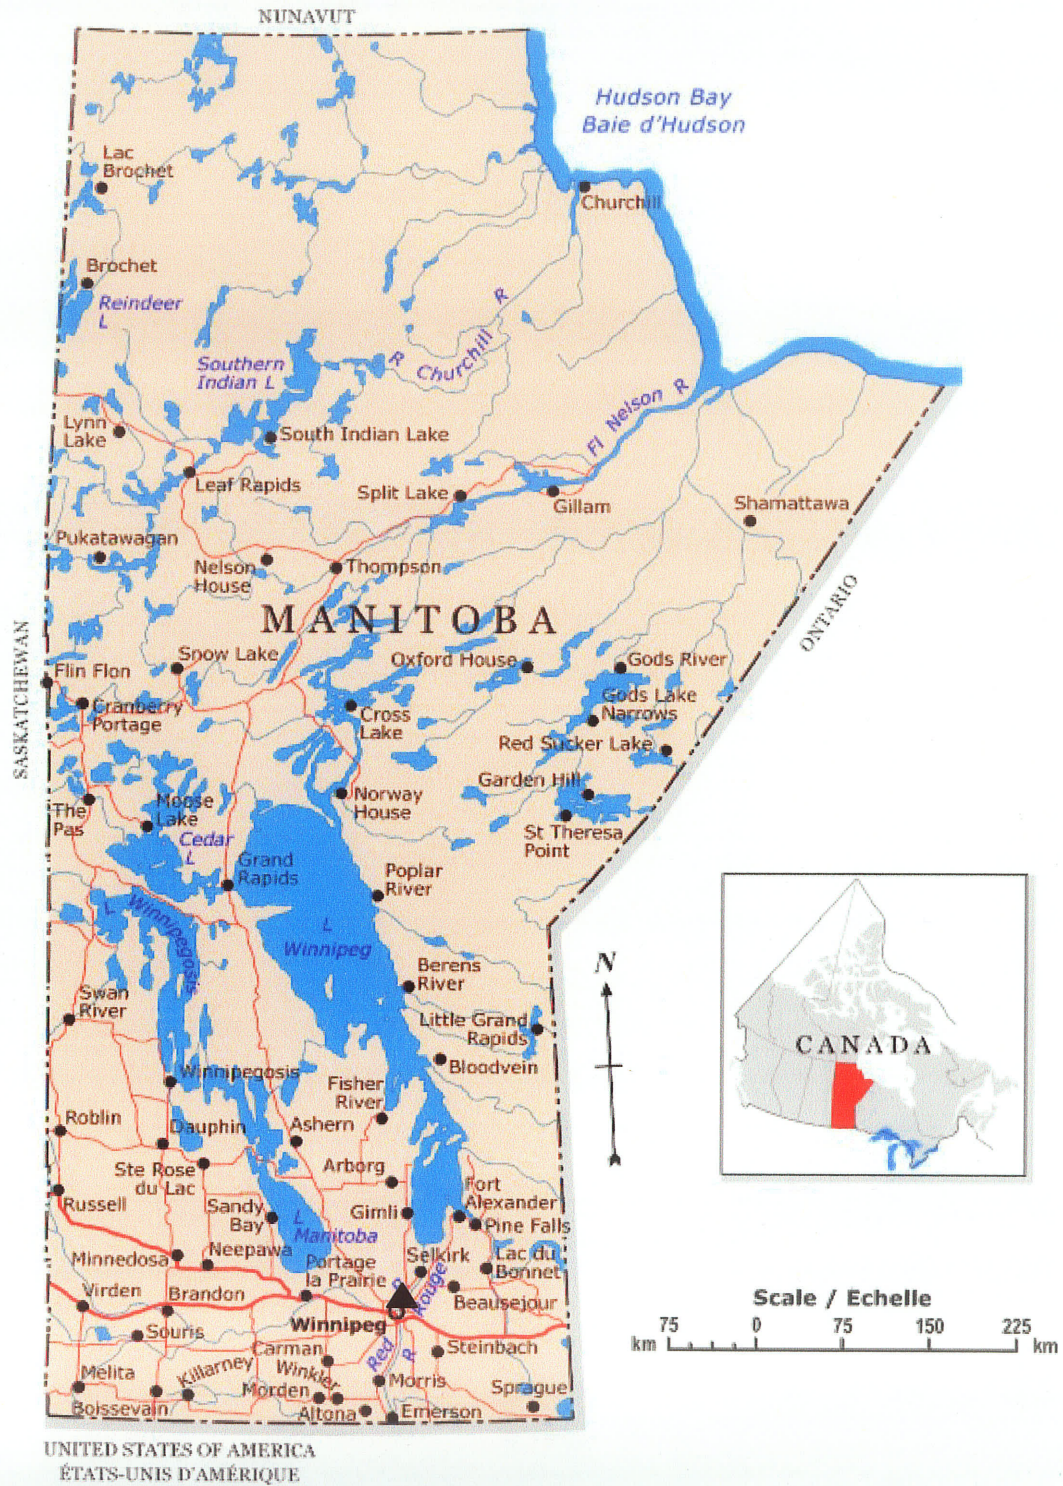 NUNAVUT
Hudson Bay
Baie d'Hudson
Lac
Brochet
Churchill
Brochet
Reindeer
L
R
Southern
Indian L
R Churchill
Fl Nelson R
Lynn
Lake
South Indian Lake
Leaf Rapids
Split Lake
Gillam
Shamattawa
Pukatawagan
Nelson
House
Thompson
MANITOBA
ONTARIO
SASKATCHEWAN
Snow Lake
Oxford House
Gods River
Flin Flon
Cranberry
Portage
Gods Lake
Narrows
Cross
Lake
Red Sucker Lake
Garden Hill
Norway
House
The
Pas
Moose
Lake
St Theresa
Point
Cedar
L
Grand
Rapids
Poplar
River
L Winnipegosis
L
Winnipeg
N
Berens
River
Swan
River
Little Grand
Rapids
Bloodvein
CANADA
Winnipegosis
Fisher
River
Roblin
Dauphin
Ashern
Ste Rose
du Lac
Arborg
Fort
Alexander
Russell
Sandy
Bay
L
Manitoba
Gimli
Pine Falls
Minnedosa
Neepawa
Portage
la Prairie
Selkirk
Lac du
Bonnet
Virden
Brandon
R Rouge
Beausejour
Winnipeg
Souris
Red R
Steinbach
Carman
Winkler
Melita
Killarney
Morden
Morris
Sprague
Boissevain
Altona
Emerson
Scale / Echelle
75 0 75 150 225
km km
UNITED STATES OF AMERICA
ÉTATS-UNIS D'AMÉRIQUE